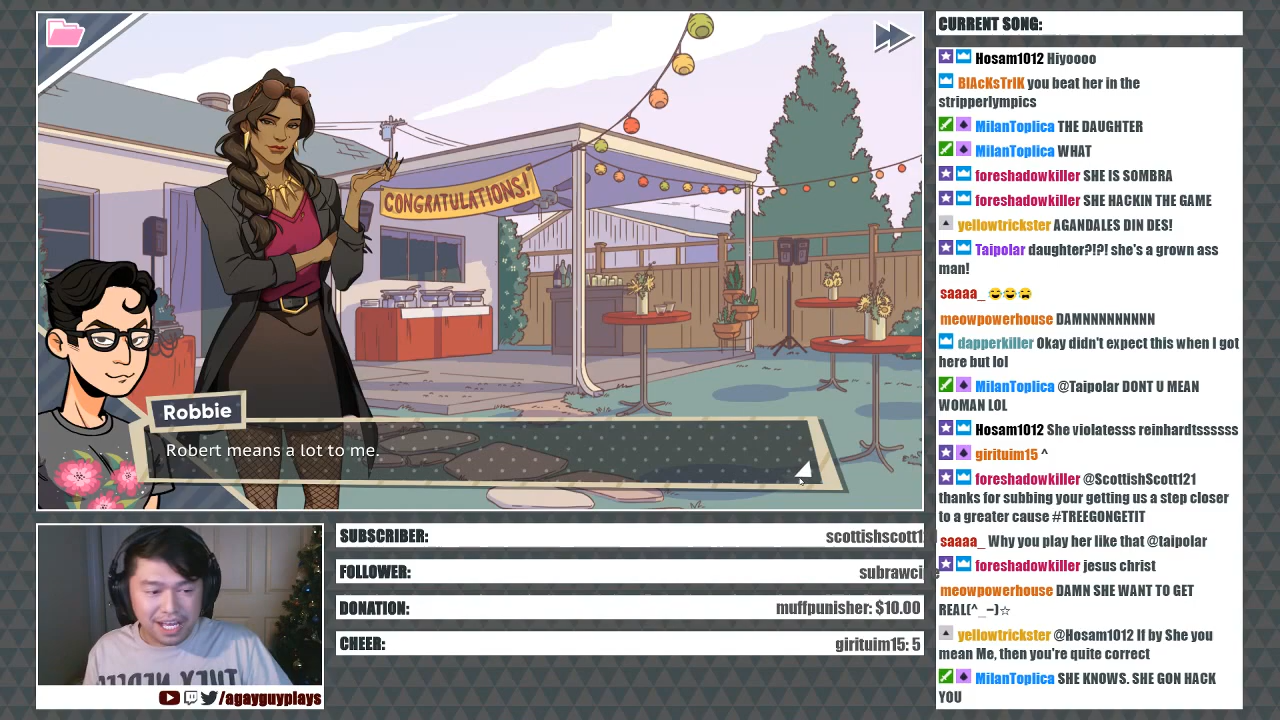 CONGRATULATIONS!
Robbie
Robert means a lot to me.
SUBSCRIBER:
scottishscott1
FOLLOWER:
subrawci
DONATION:
muffpunisher: $10.00
CHEER:
girituim15: 5
/agayguyplays
CURRENT SONG:
Hosam1012 Hiyoooo
BlAcKsTrIK you beat her in the
stripperlympics
MilanToplica THE DAUGHTER
MilanToplica WHAT
foreshadowkiller SHE IS SOMBRA
foreshadowkiller SHE HACKIN THE GAME
yellowtrickster AGANDALES DIN DES!
Taipolar daughter?!?! she's a grown ass
man!
saaaa_ 😂😂😭
meowpowerhouse DAMNNNNNNNNN
dapperkiller Okay didn't expect this when I got
here but lol
MilanToplica @Taipolar DONT U MEAN
WOMAN LOL
Hosam1012 She violatesss reinhardtssssss
girituim15 ^
foreshadowkiller @ScottishScott121
thanks for subbing your getting us a step closer
to a greater cause #TREEGONGETIT
saaaa_ Why you play her like that @taipolar
foreshadowkiller jesus christ
meowpowerhouse DAMN SHE WANT TO GET
REAL(^_−)☆
yellowtrickster @Hosam1012 If by She you
mean Me, then you're quite correct
MilanToplica SHE KNOWS. SHE GON HACK
YOU